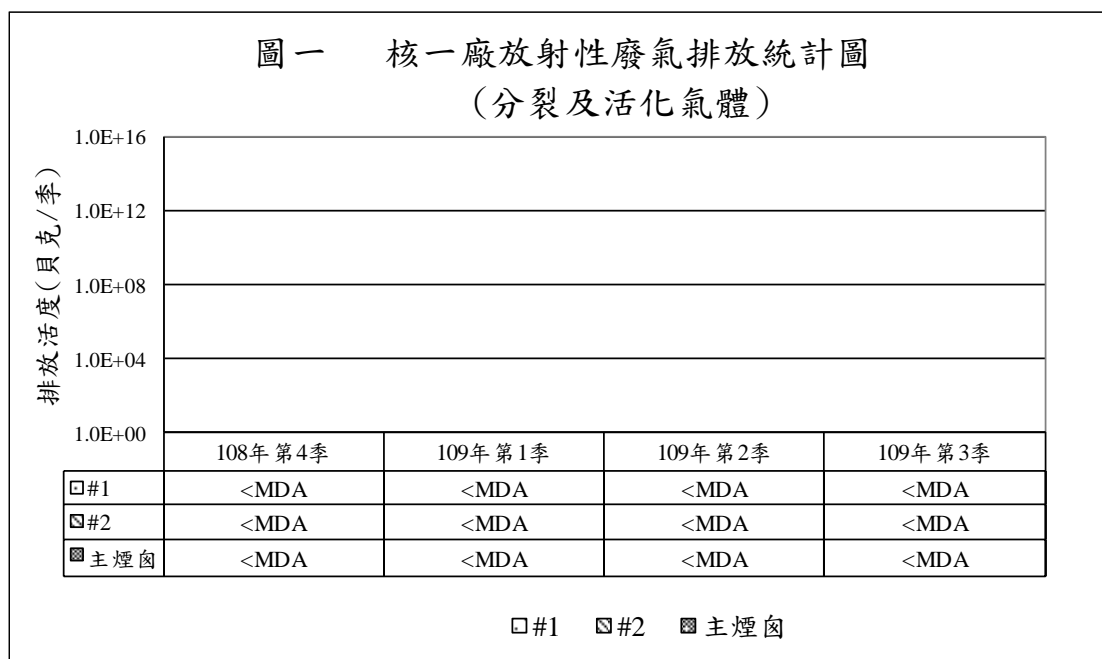 圖一 核一廠放射性廢氣排放統計圖
(分裂及活化氣體)
排放活度(貝克/季)
1.0E+16
1.0E+12
1.0E+08
1.0E+04
1.0E+00
108年第4季 109年第1季 109年第2季 109年第3季
#1 <MDA <MDA <MDA <MDA
#2 <MDA <MDA <MDA <MDA
主煙囪 <MDA <MDA <MDA <MDA
#1 #2 主煙囪